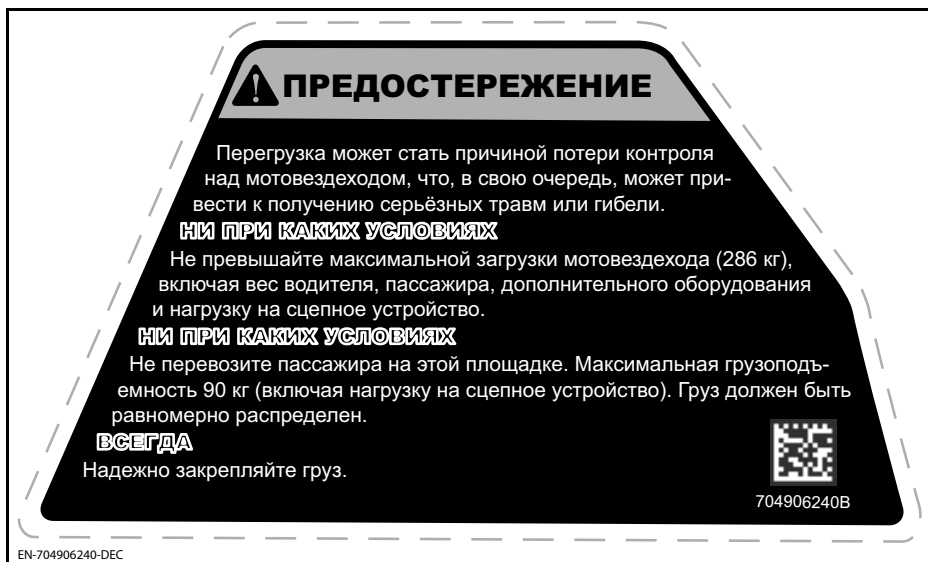 ПРЕДОСТЕРЕЖЕНИЕ
Перегрузка может стать причиной потери контроля
над мотовездеходом, что, в свою очередь, может при-
вести к получению серьёзных травм или гибели.
НИ ПРИ КАКИХ УСЛОВИЯХ
Не превышайте максимальной загрузки мотовездехода (286 кг),
включая вес водителя, пассажира, дополнительного оборудования
и нагрузку на сцепное устройство.
НИ ПРИ КАКИХ УСЛОВИЯХ
Не перевозите пассажира на этой площадке. Максимальная грузоподъ-
емность 90 кг (включая нагрузку на сцепное устройство). Груз должен быть
равномерно распределен.
ВСЕГДА
Надежно закрепляйте груз.
704906240B
EN-704906240-DEC